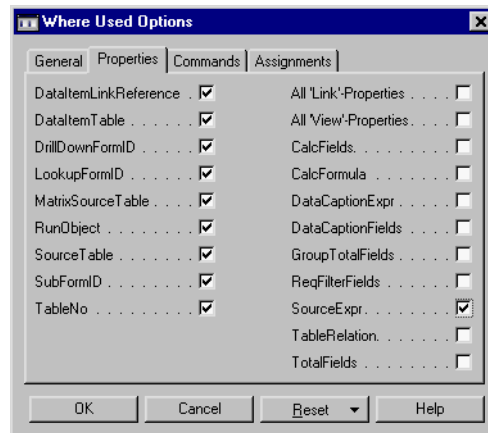 Where Used Options
General Properties Commands Assignments
DataItemLinkReference .
DataItemTable . . . . . . . .
DrillDownFormID . . . . . .
LookupFormID . . . . . . . .
MatrixSourceTable . . . . .
RunObject . . . . . . . . . .
SourceTable . . . . . . . . .
SubFormID . . . . . . . . . .
TableNo . . . . . . . . . . . .
All 'Link'-Properties . . . .
All 'View'-Properties. . . .
CalcFields. . . . . . . . . . .
CalcFormula . . . . . . . . .
DataCaptionExpr . . . . . .
DataCaptionFields . . . . .
GroupTotalFields . . . . . .
ReqFilterFields . . . . . . .
SourceExpr. . . . . . . . . .
TableRelation. . . . . . . . .
TotalFields . . . . . . . . . .
OK Cancel Reset Help